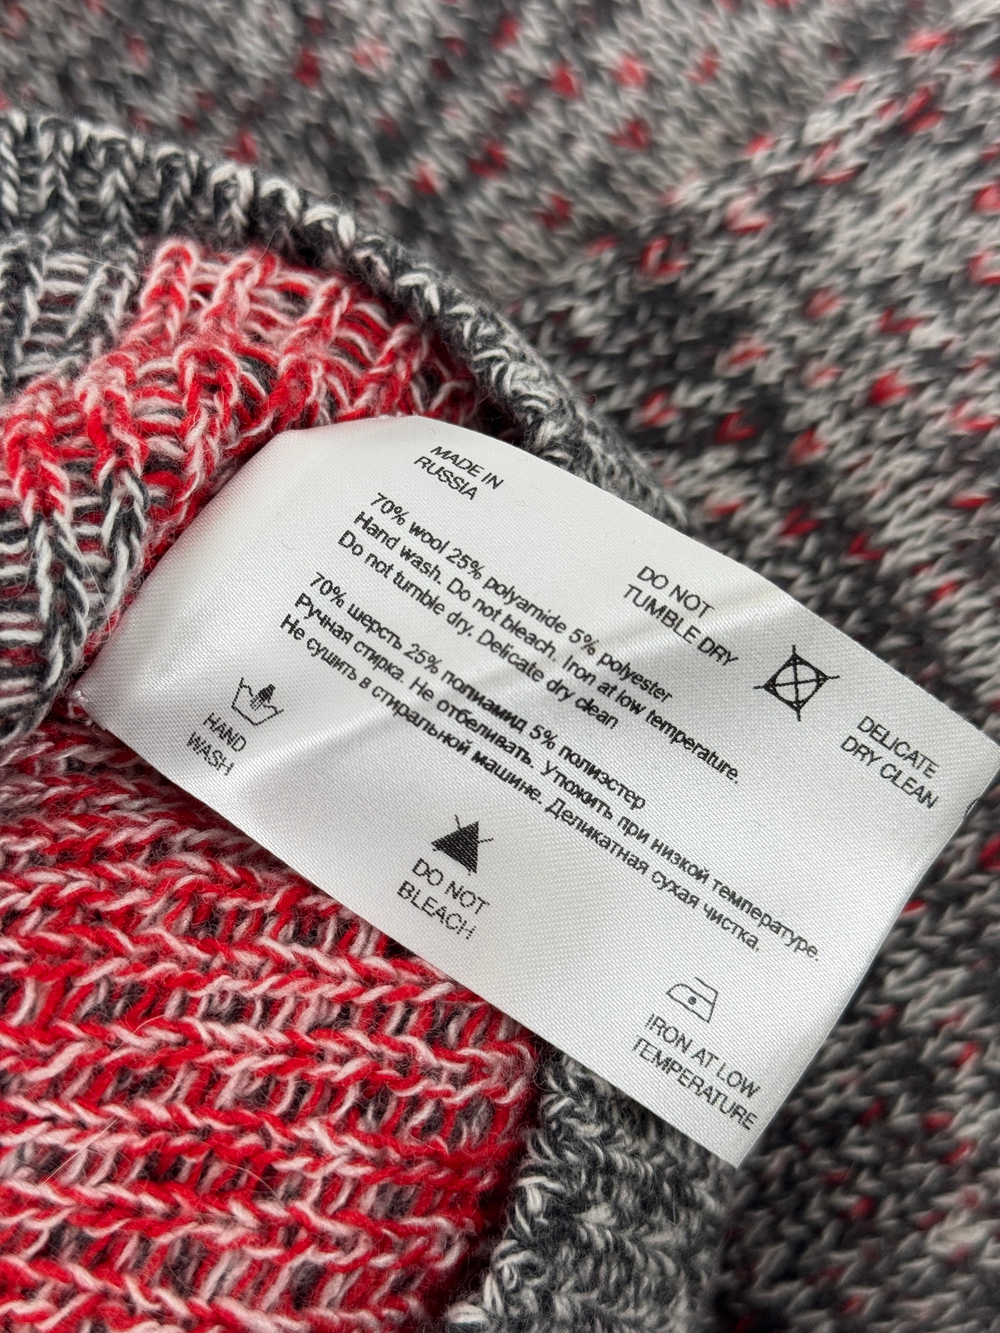 MADE IN
RUSSIA
70% wool 25% polyamide 5% polyester
Hand wash. Do not bleach. Iron at low temperature.
Do not tumble dry. Delicate dry clean
70% шерсть 25% полиамид 5% полиэстер
Ручная стирка. Не отбеливать. Утюжить при низкой температуре.
Не сушить в стиральной машине. Деликатная сухая чистка.
HAND
WASH
DO NOT
BLEACH
IRON AT LOW
TEMPERATURE
DO NOT
TUMBLE DRY
DELICATE
DRY CLEAN